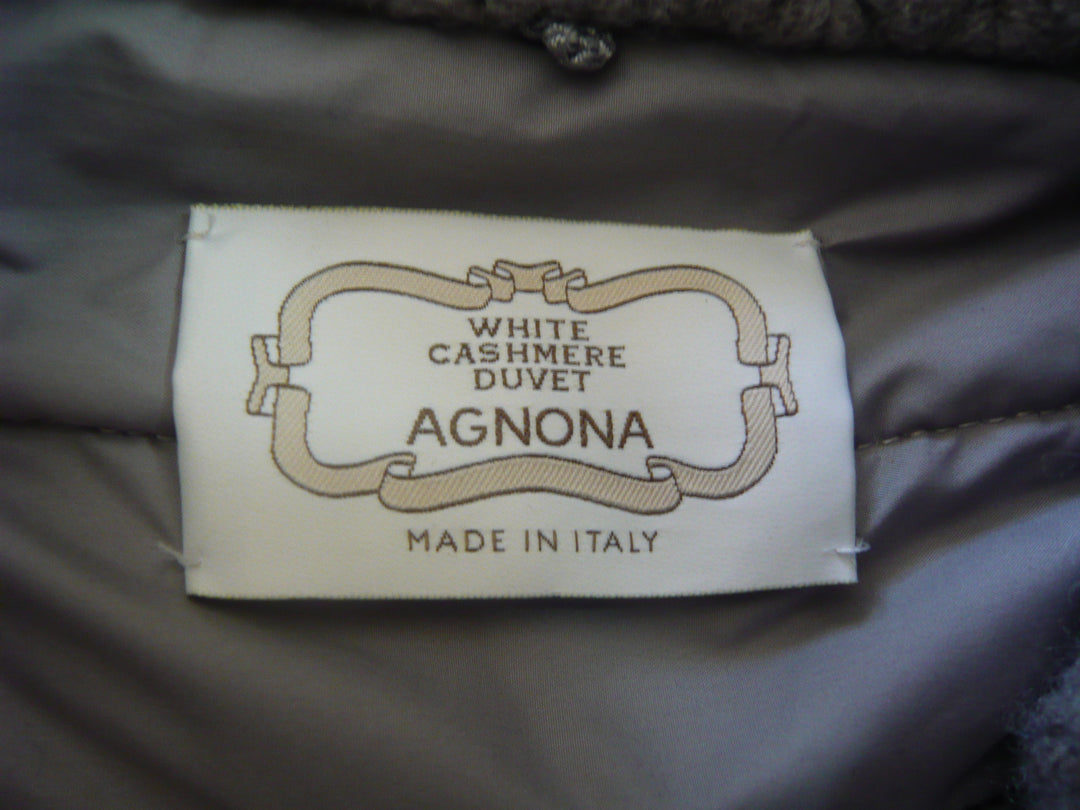 WHITE
CASHMERE
DUVET
AGNONA
MADE IN ITALY